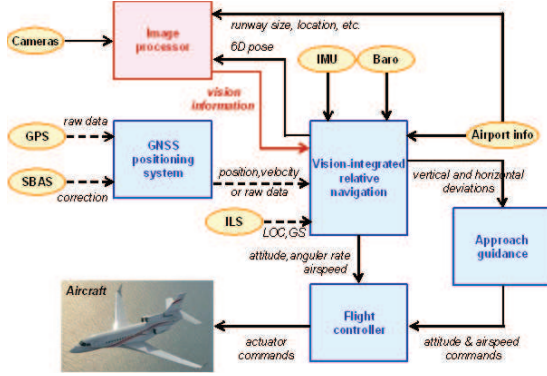 Cameras
Image
processor
runway size, location, etc.
6D pose
IMU
Baro
vision
information
GPS
raw data
GNSS
positioning
system
SBAS
correction
position,velocity
or raw data
Vision-integrated
relative
navigation
Airport info
vertical and horizontal
deviations
ILS
LOC,GS
attitude,anguler rate
airspeed
Approach
guidance
Aircraft
Flight
controller
actuator
commands
attitude & airspeed
commands